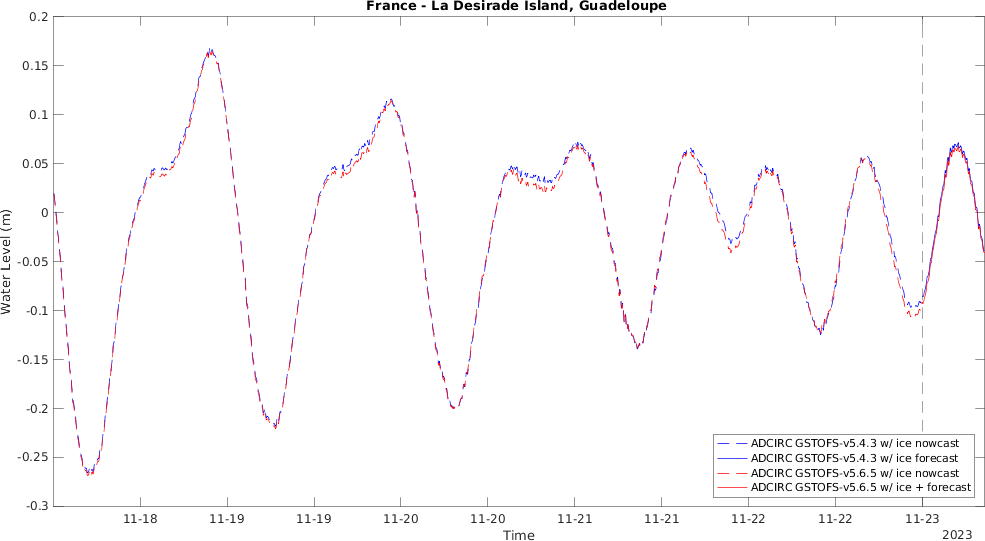 France - La Desirade Island, Guadeloupe
0.2
0.15
0.1
0.05
0
-0.05
-0.1
-0.15
-0.2
-0.25
-0.3
Water Level (m)
11-18 11-19 11-19 11-20 11-20 11-21 11-21 11-22 11-22 11-23
Time
2023
ADCIRC GSTOFS-v5.4.3 w/ ice nowcast
ADCIRC GSTOFS-v5.4.3 w/ ice forecast
ADCIRC GSTOFS-v5.6.5 w/ ice nowcast
ADCIRC GSTOFS-v5.6.5 w/ ice + forecast